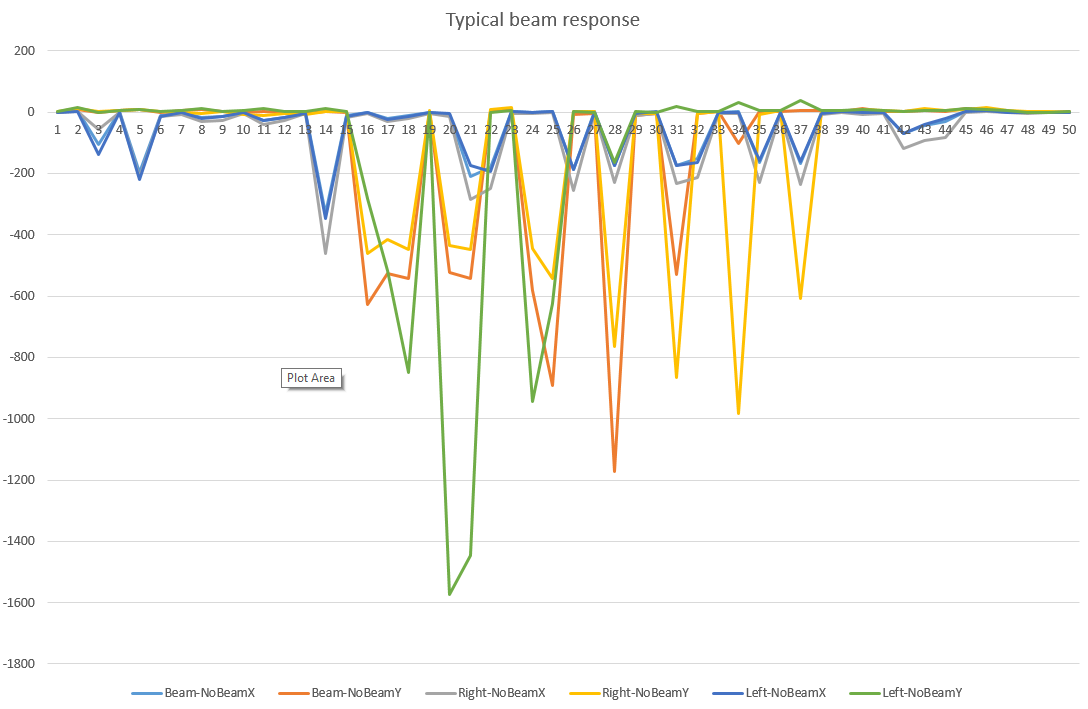 Typical beam response
200
0
1 2 3 4 5 6 7 8 9 10 11 12 13 14 15 16 17 18 19 20 21 22 23 24 25 26 27 28 29 30 31 32 33 34 35 36 37 38 39 40 41 42 43 44 45 46 47 48 49 50
-200
-400
-600
-800
Plot Area
-1000
-1200
-1400
-1600
-1800
Beam-NoBeamX Beam-NoBeamY Right-NoBeamX Right-NoBeamY Left-NoBeamX Left-NoBeamY